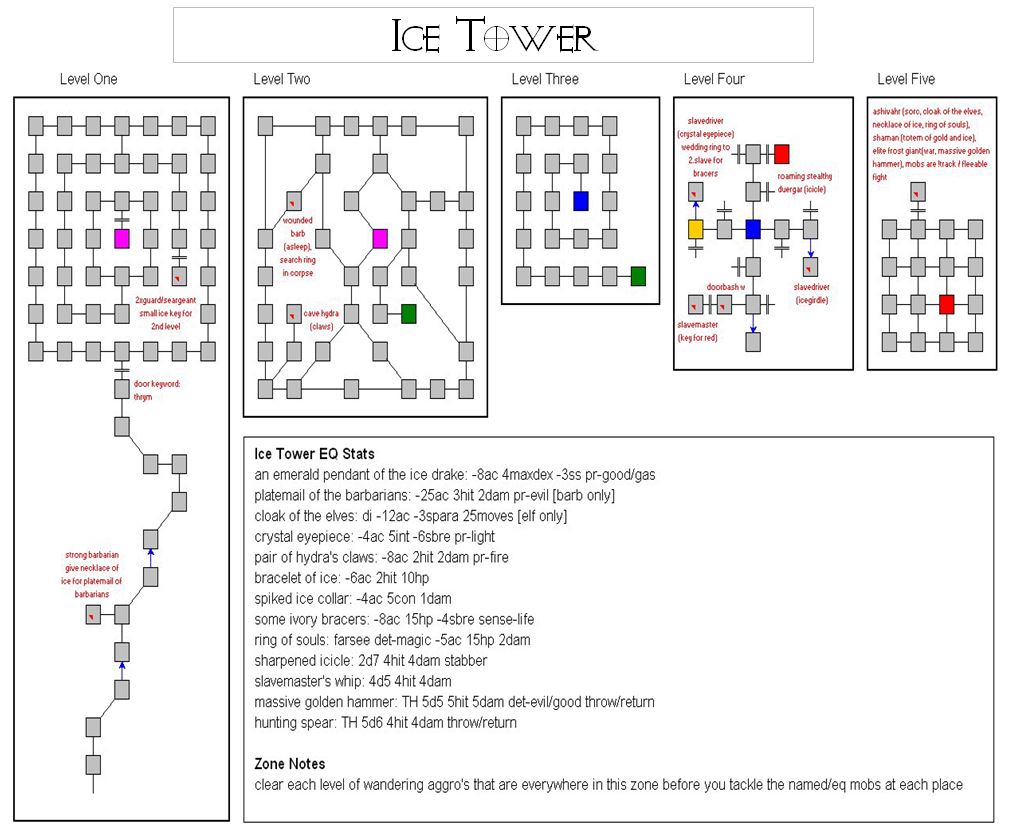 Ice Tower
Level One
Level Two
Level Three
Level Four
Level Five
2xguard/seargeant
small ice key for
2nd level
door keyword:
thrym
strong barbarian
give necklace of
ice for platemail of
barbarians
wounded
barb
(asleep),
search ring
in corpse
cave hydra
(claws)
slavedriver
(crystal eyepiece)
wedding ring to
2.slave for
bracers
roaming stealthy
duergar (icicle)
slavedriver
(icegirdle)
doorbash w
slavemaster
(key for red)
ashivahr (sorc, cloak of the elves,
necklace of ice, ring of souls),
shaman (totem of gold and ice),
elite frost giant(war, massive golden
hammer), mobs are !track / fleeable
fight
Ice Tower EQ Stats
an emerald pendant of the ice drake: -8ac 4maxdex -3ss pr-good/gas
platemail of the barbarians: -25ac 3hit 2dam pr-evil [barb only]
cloak of the elves: di -12ac -3spara 25moves [elf only]
crystal eyepiece: -4ac 5int -6sbre pr-light
pair of hydra's claws: -8ac 2hit 2dam pr-fire
bracelet of ice: -6ac 2hit 10hp
spiked ice collar: -4ac 5con 1dam
some ivory bracers: -8ac 15hp -4sbre sense-life
ring of souls: farsee det-magic -5ac 15hp 2dam
sharpened icicle: 2d7 4hit 4dam stabber
slavemaster's whip: 4d5 4hit 4dam
massive golden hammer: TH 5d5 5hit 5dam det-evil/good throw/return
hunting spear: TH 5d6 4hit 4dam throw/return
Zone Notes
clear each level of wandering aggro's that are everywhere in this zone before you tackle the named/eq mobs at each place